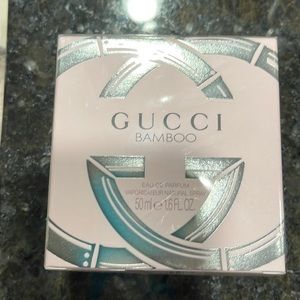 GUCCI
BAMBOO
EAU DE PARFUM
VAPORISATEUR NATURAL SPRAY
50 ml ℮ 1.6 FL.OZ.